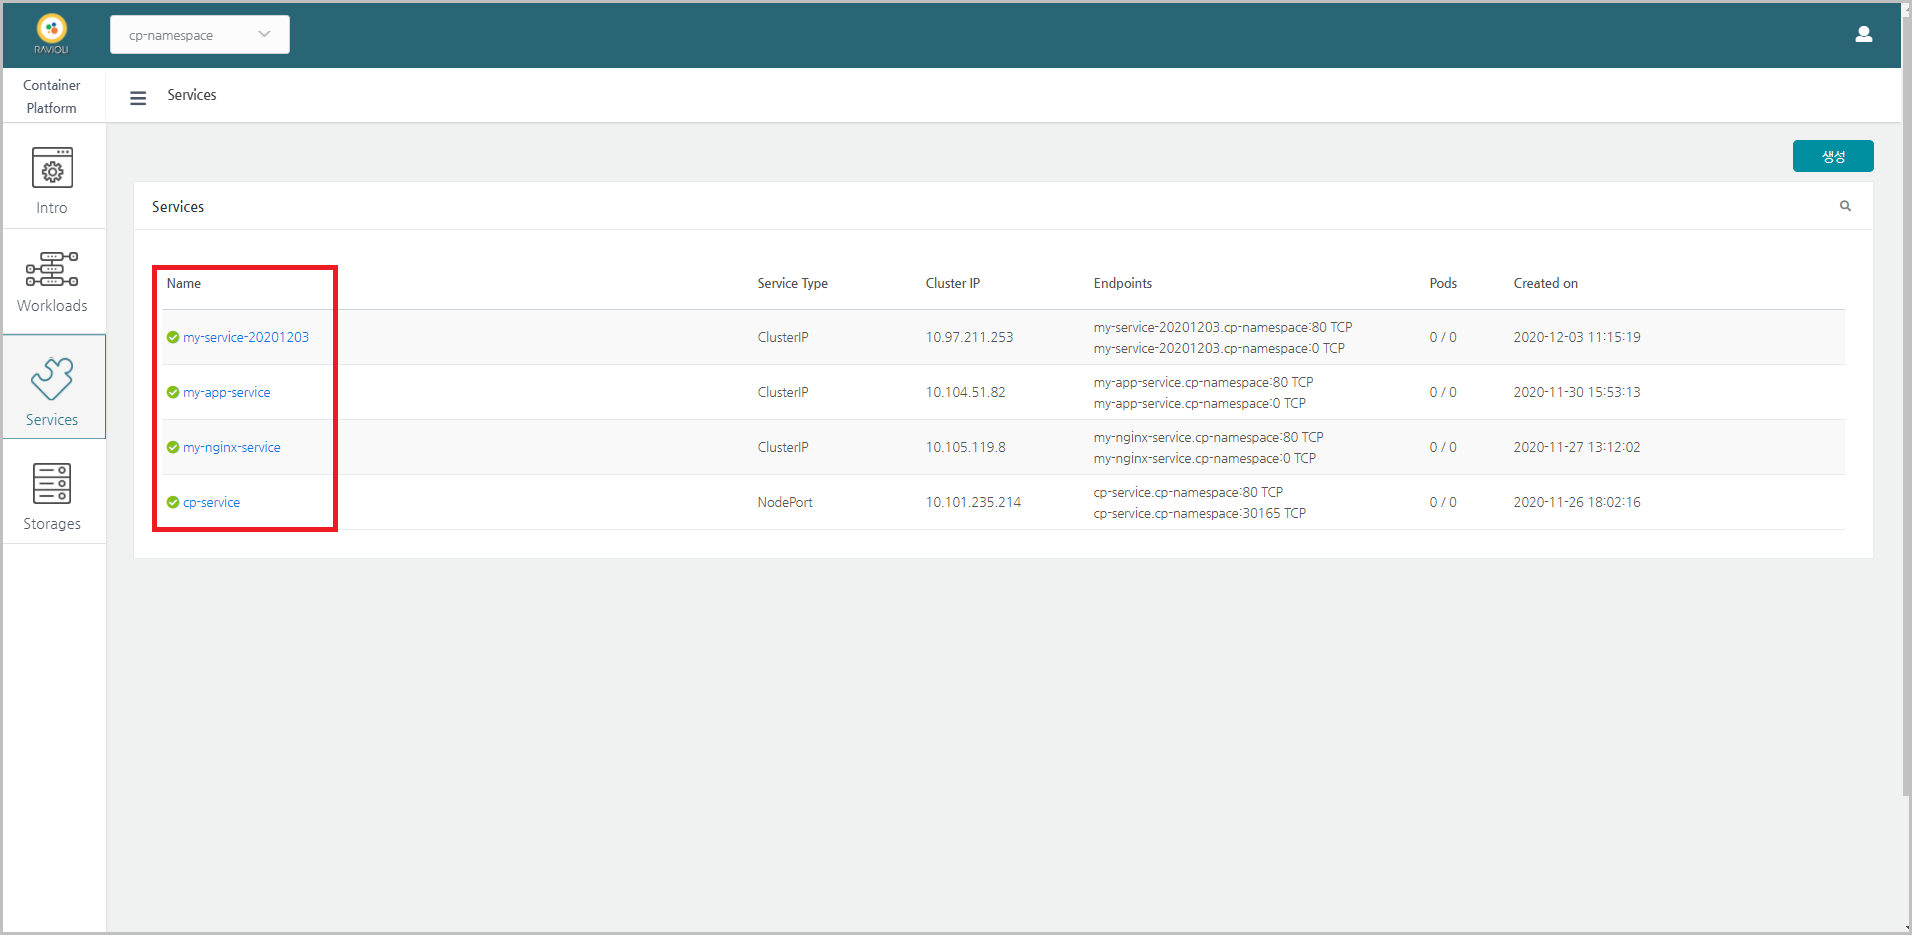 RAVIOLI
cp-namespace
Container
Platform
Services
Intro
Workloads
Services
Storages
생성
Services
Name Service Type Cluster IP Endpoints Pods Created on
my-service-20201203 ClusterIP 10.97.211.253 my-service-20201203.cp-namespace:80 TCP 0 / 0 2020-12-03 11:15:19
my-service-20201203.cp-namespace:0 TCP
my-app-service ClusterIP 10.104.51.82 my-app-service.cp-namespace:80 TCP 0 / 0 2020-11-30 15:53:13
my-app-service.cp-namespace:0 TCP
my-nginx-service ClusterIP 10.105.119.8 my-nginx-service.cp-namespace:80 TCP 0 / 0 2020-11-27 13:12:02
my-nginx-service.cp-namespace:0 TCP
cp-service NodePort 10.101.235.214 cp-service.cp-namespace:80 TCP 0 / 0 2020-11-26 18:02:16
cp-service.cp-namespace:30165 TCP